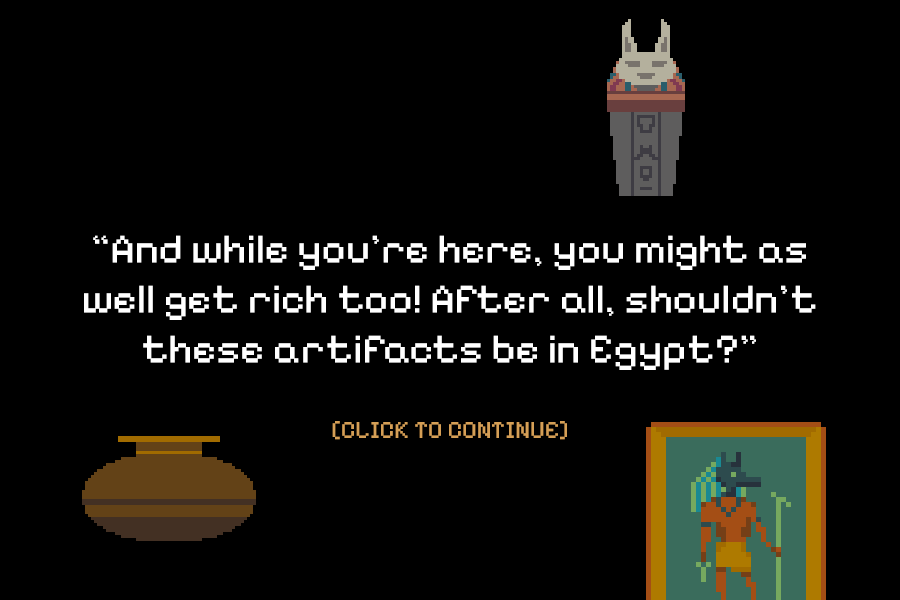 “And while you’re here, you might as
well get rich too! After all, shouldn’t
these artifacts be in Egypt?”
(CLICK TO CONTINUE)